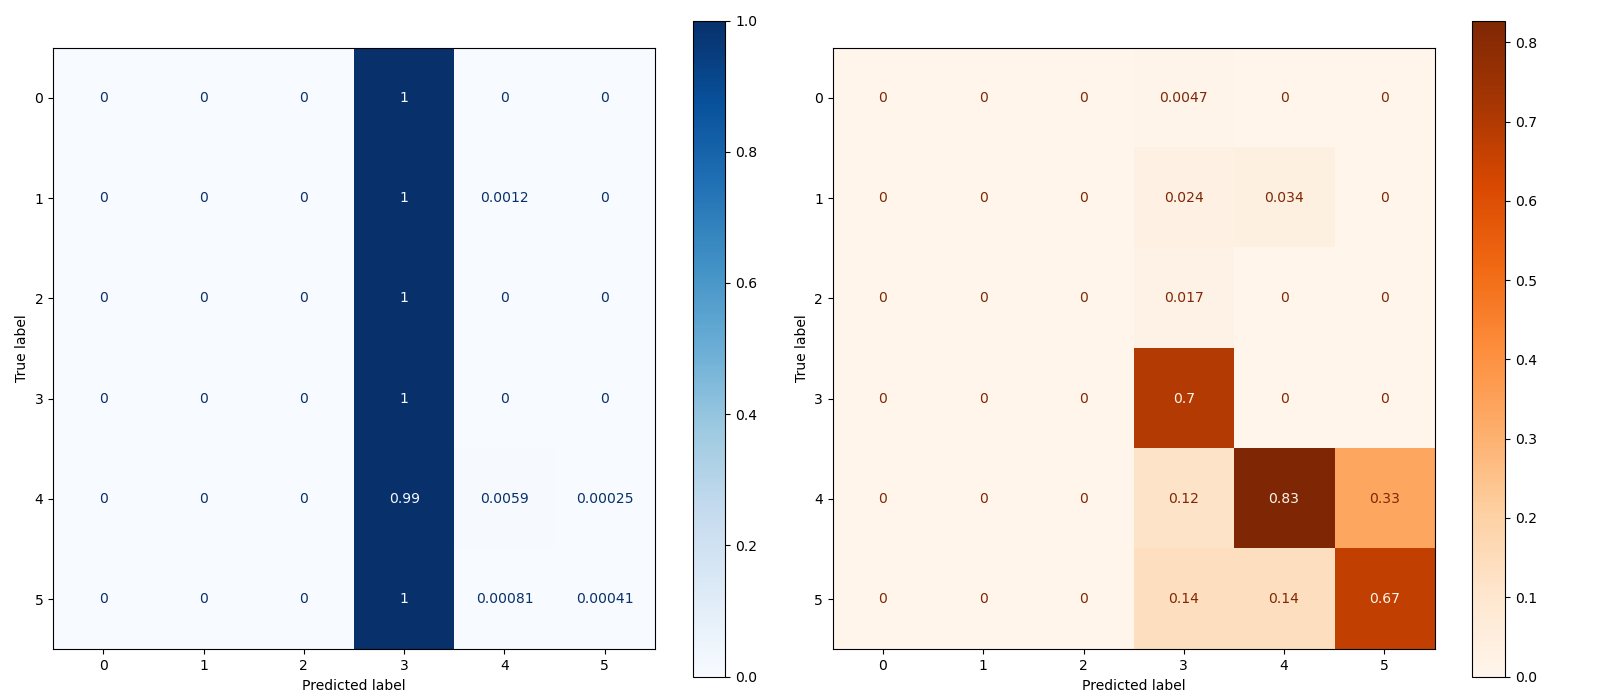 0 0 0 0 1 0 0
1 0 0 0 1 0.0012 0
2 0 0 0 1 0 0
3 0 0 0 1 0 0
4 0 0 0 0.99 0.0059 0.00025
5 0 0 0 1 0.00081 0.00041
0 1 2 3 4 5
True label
Predicted label
1.0
0.8
0.6
0.4
0.2
0.0
0 0 0 0 0.0047 0 0
1 0 0 0 0.024 0.034 0
2 0 0 0 0.017 0 0
3 0 0 0 0.7 0 0
4 0 0 0 0.12 0.83 0.33
5 0 0 0 0.14 0.14 0.67
0 1 2 3 4 5
True label
Predicted label
0.8
0.7
0.6
0.5
0.4
0.3
0.2
0.1
0.0